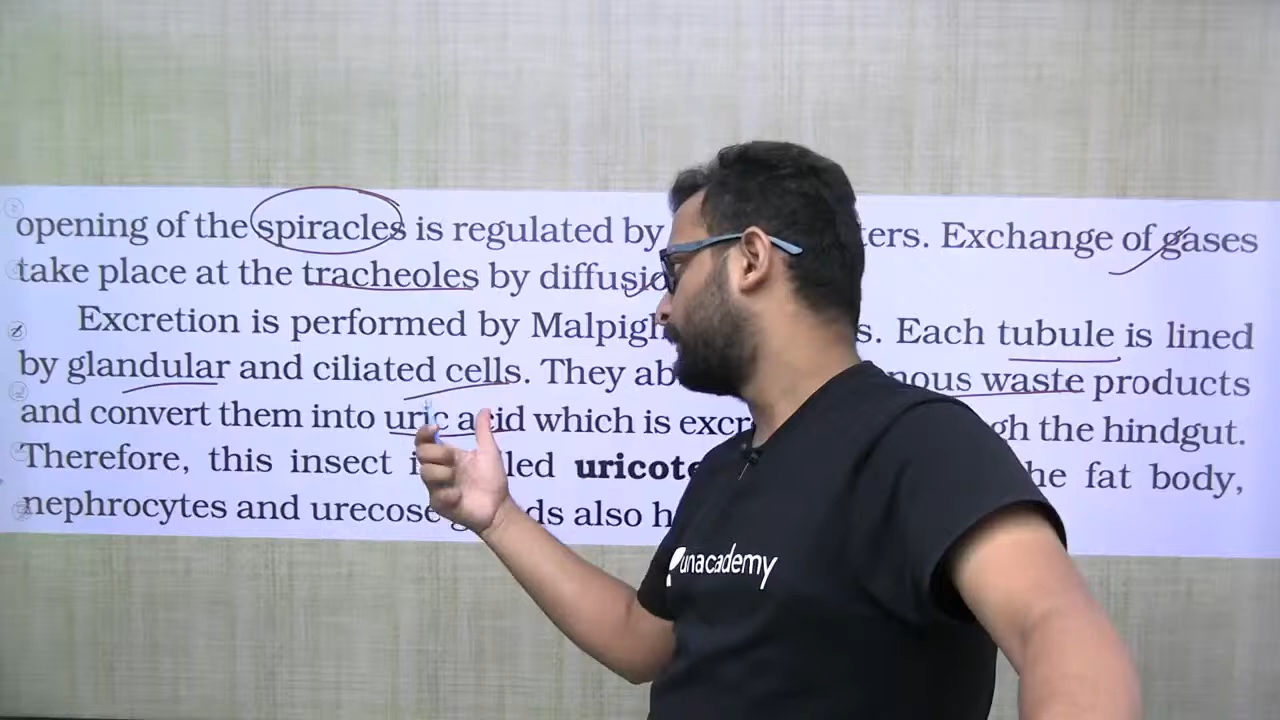 opening of the spiracles is regulated by ters. Exchange of gases
take place at the tracheoles by diffusio
Excretion is performed by Malpigh s. Each tubule is lined
by glandular and ciliated cells. They ab nous waste products
and convert them into uric acid which is excr gh the hindgut.
Therefore, this insect i led uricote he fat body,
nephrocytes and urecose g ds also h
unacademy